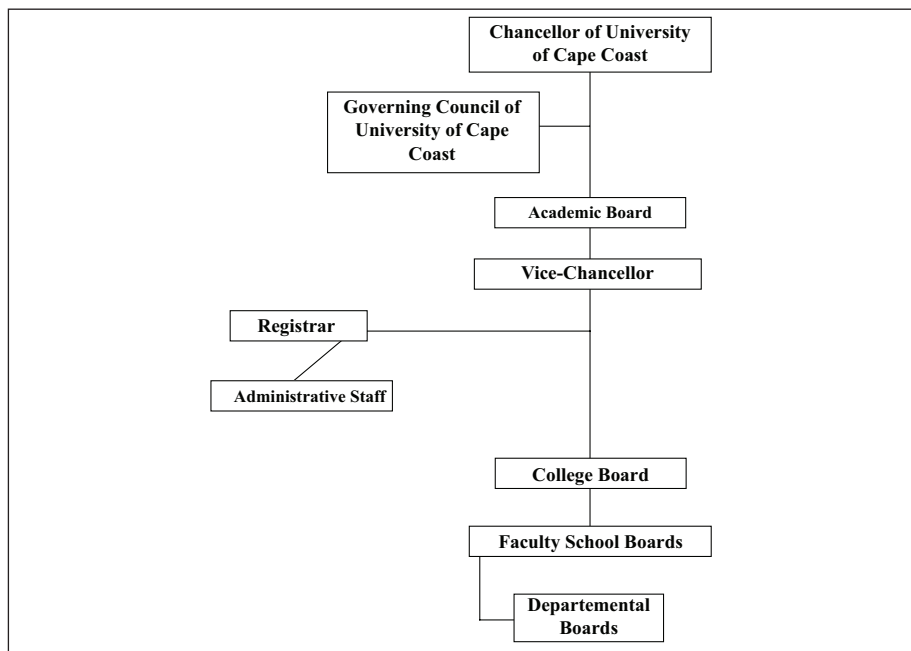 Chancellor of University
of Cape Coast
Governing Council of
University of Cape
Coast
Academic Board
Vice-Chancellor
Registrar
Administrative Staff
College Board
Faculty School Boards
Departemental
Boards